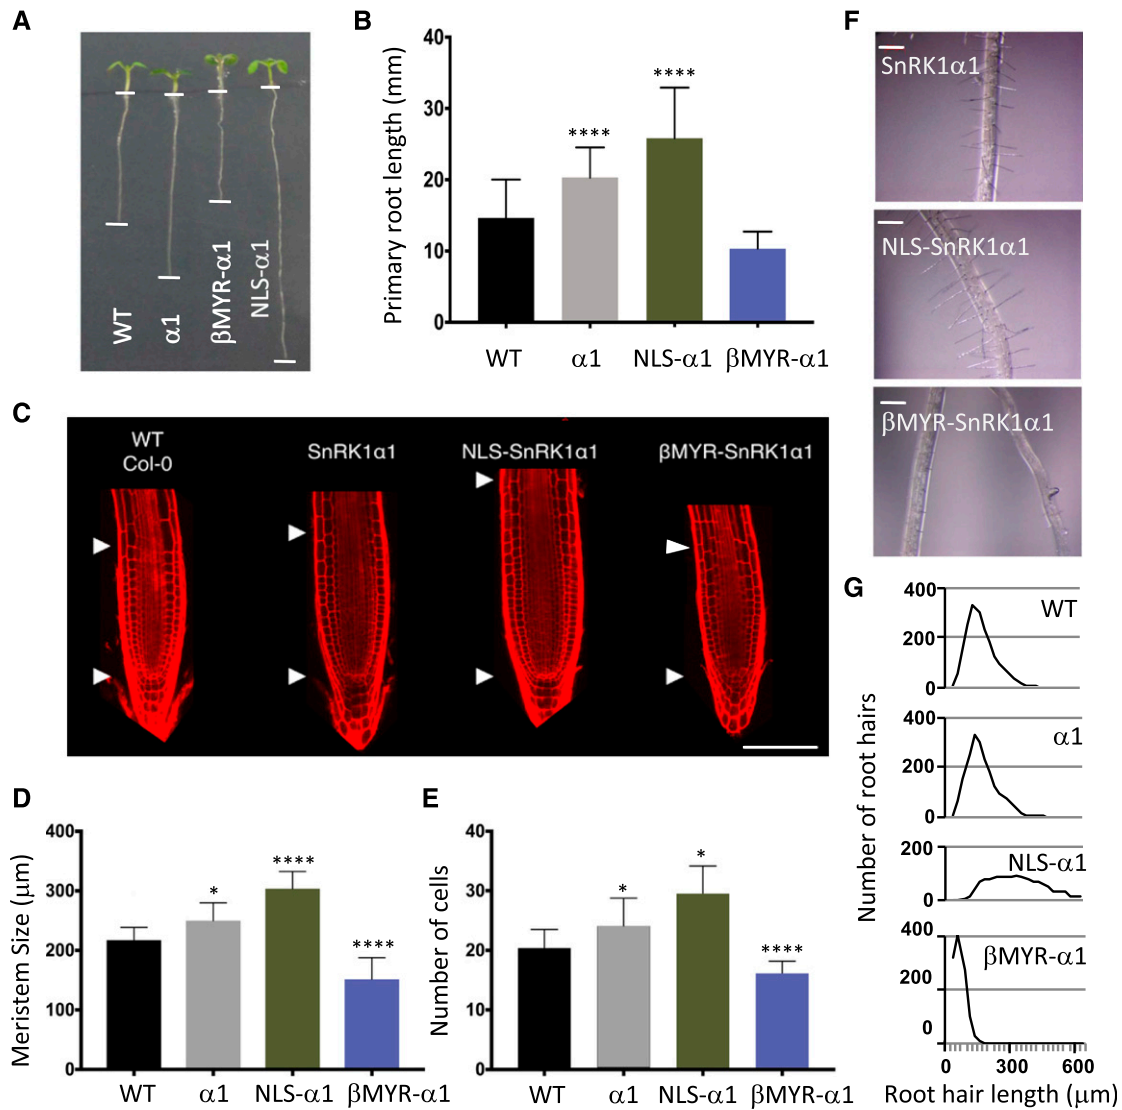 A
WT
α1
βMYR-α1
NLS-α1
B
Primary root length (mm)
40
30
20
10
0
****
****
WT
α1
NLS-α1
βMYR-α1
C
WT
Col-0
SnRK1α1
NLS-SnRK1α1
βMYR-SnRK1α1
D
Meristem Size (μm)
400
300
200
100
0
*
****
****
WT
α1
NLS-α1
βMYR-α1
E
Number of cells
40
30
20
10
0
*
*
****
WT
α1
NLS-α1
βMYR-α1
F
SnRK1α1
NLS-SnRK1α1
βMYR-SnRK1α1
G
Number of root hairs
400
200
0
WT
400
200
0
α1
200
0
NLS-α1
400
200
0
βMYR-α1
0
300
600
Root hair length (μm)